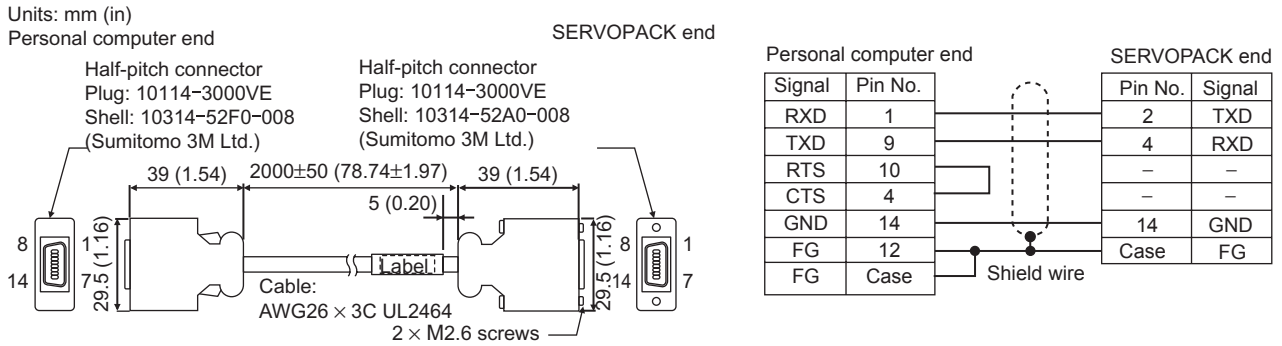 Units: mm (in)
Personal computer end
SERVOPACK end
Half-pitch connector
Plug: 10114−3000VE
Shell: 10314−52F0−008
(Sumitomo 3M Ltd.)
Half-pitch connector
Plug: 10114−3000VE
Shell: 10314−52A0−008
(Sumitomo 3M Ltd.)
39 (1.54)
2000±50 (78.74±1.97)
39 (1.54)
5 (0.20)
8
1
14
7
29.5 (1.16)
Label
Cable:
AWG26 × 3C UL2464
2 × M2.6 screws
29.5 (1.16)
8
1
14
7
Personal computer end
SERVOPACK end
Signal Pin No. Pin No. Signal
RXD 1 2 TXD
TXD 9 4 RXD
RTS 10 − −
CTS 4 − −
GND 14 14 GND
FG 12 Case FG
FG Case
Shield wire